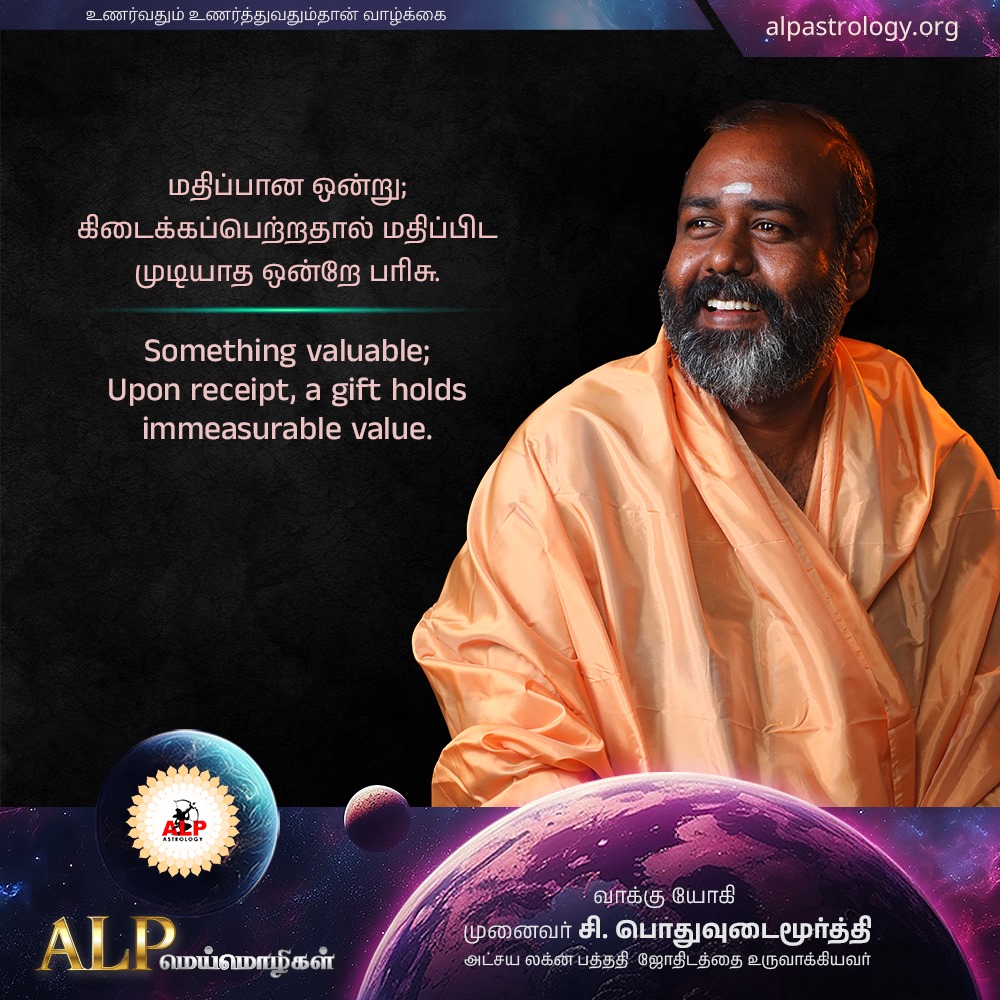 உணர்வதும் உணர்த்துவதும்தான் வாழ்க்கை
alpastrology.org
மதிப்பான ஒன்று;
கிடைக்கப்பெற்றதால் மதிப்பிட
முடியாத ஒன்றே பரிசு.
Something valuable;
Upon receipt, a gift holds
immeasurable value.
ALP
ASTROLOGY
ALP மெய்மொழிகள்
வாக்கு யோகி
முனைவர் சி. பொதுவுடைமூர்த்தி
அட்சய லக்ன பத்ததி ஜோதிடத்தை உருவாக்கியவர்